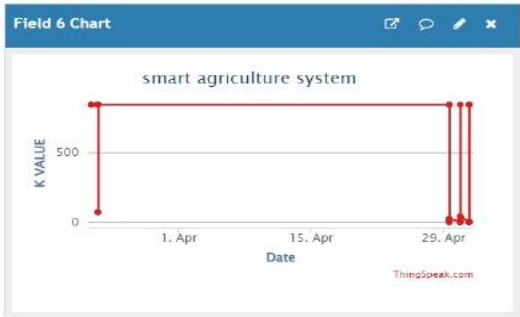 Field 6 Chart
smart agriculture system
K VALUE
500
0
1. Apr
15. Apr
29. Apr
Date
ThingSpeak.com